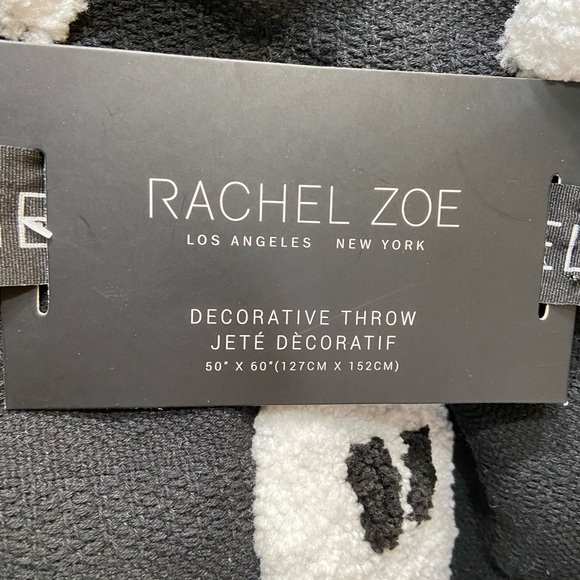 RACHEL ZOE
LOS ANGELES NEW YORK
DECORATIVE THROW
JETÉ DÈCORATIF
50" X 60"(127CM X 152CM)